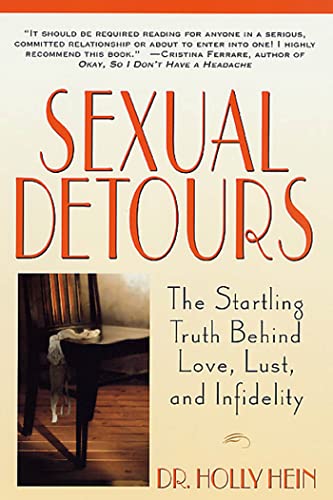 "IT SHOULD BE REQUIRED READING FOR ANYONE IN A SERIOUS,
COMMITTED RELATIONSHIP OR ABOUT TO ENTER INTO ONE! I HIGHLY
RECOMMEND THIS BOOK." —CRISTINA FERRARE, AUTHOR OF
OKAY, SO I DON'T HAVE A HEADACHE
SEXUAL
DETOURS
The Startling
Truth Behind
Love, Lust,
and Infidelity
DR. HOLLY HEIN